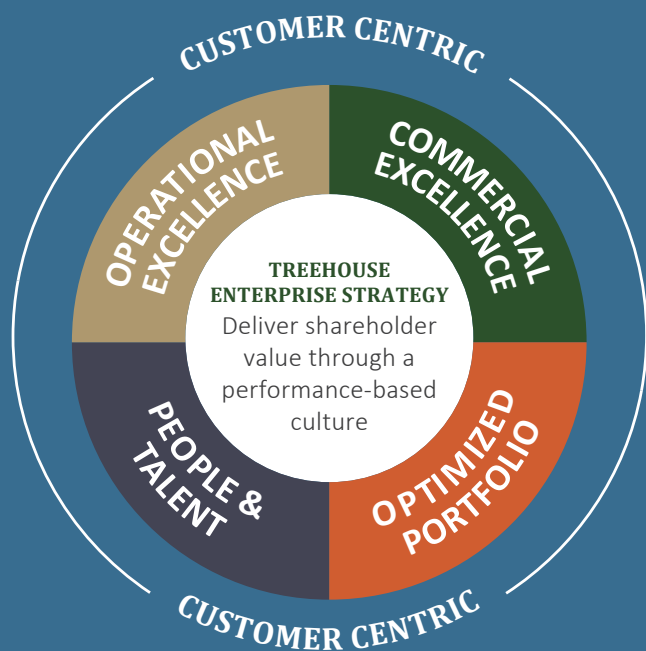 CUSTOMER CENTRIC
OPERATIONAL
EXCELLENCE
COMMERCIAL
EXCELLENCE
TREEHOUSE
ENTERPRISE STRATEGY
Deliver shareholder
value through a
performance-based
culture
PEOPLE &
TALENT
OPTIMIZED
PORTFOLIO
CUSTOMER CENTRIC